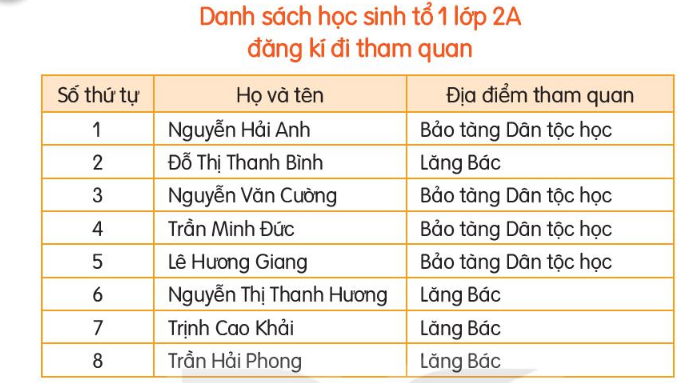 Danh sách học sinh tổ 1 lớp 2A
đăng kí đi tham quan
Số thứ tự Họ và tên Địa điểm tham quan
1 Nguyễn Hải Anh Bảo tàng Dân tộc học
2 Đỗ Thị Thanh Bình Lăng Bác
3 Nguyễn Văn Cường Bảo tàng Dân tộc học
4 Trần Minh Đức Bảo tàng Dân tộc học
5 Lê Hương Giang Bảo tàng Dân tộc học
6 Nguyễn Thị Thanh Hương Lăng Bác
7 Trịnh Cao Khải Lăng Bác
8 Trần Hải Phong Lăng Bác